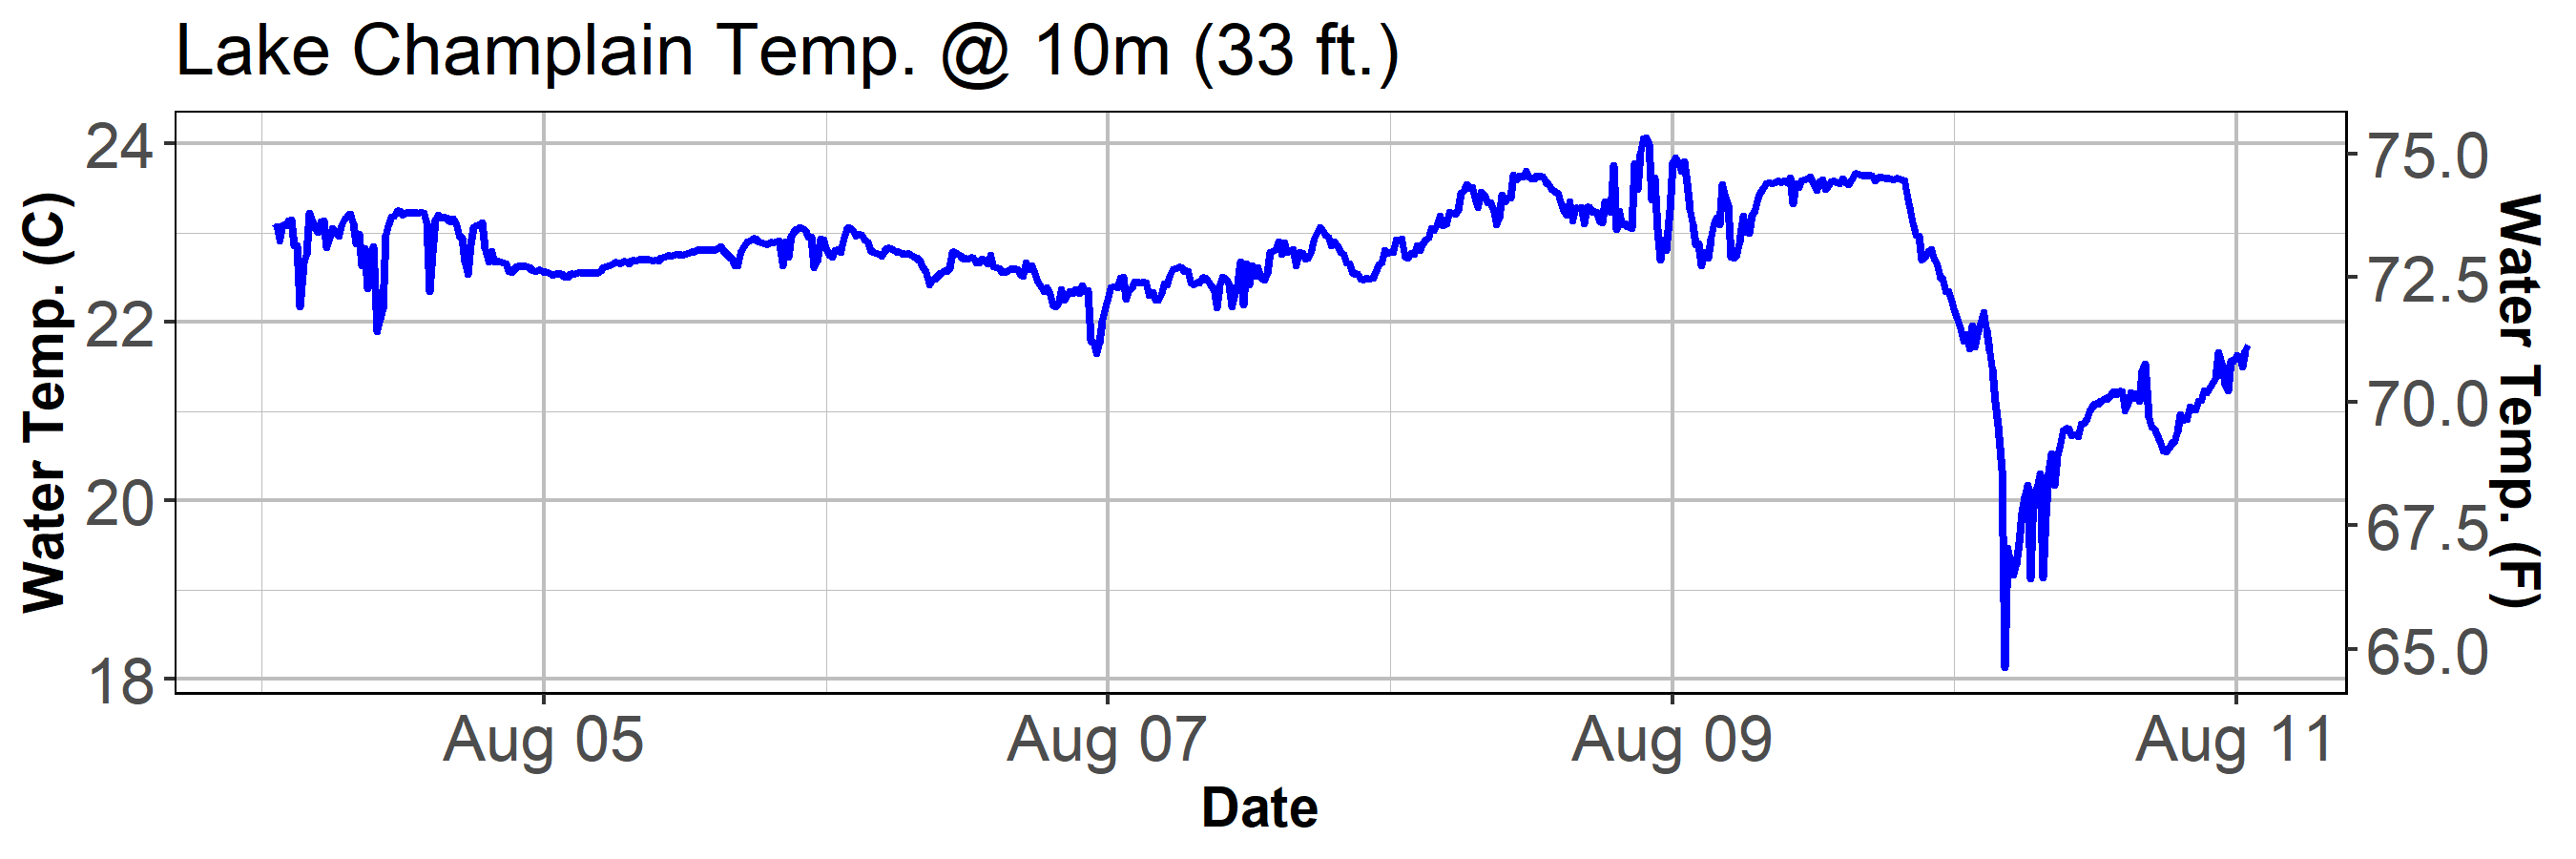 Lake Champlain Temp. @ 10m (33 ft.)
Water Temp. (C)
24
22
20
18
75.0
72.5
70.0
67.5
65.0
Water Temp. (F)
Aug 05
Aug 07
Aug 09
Aug 11
Date